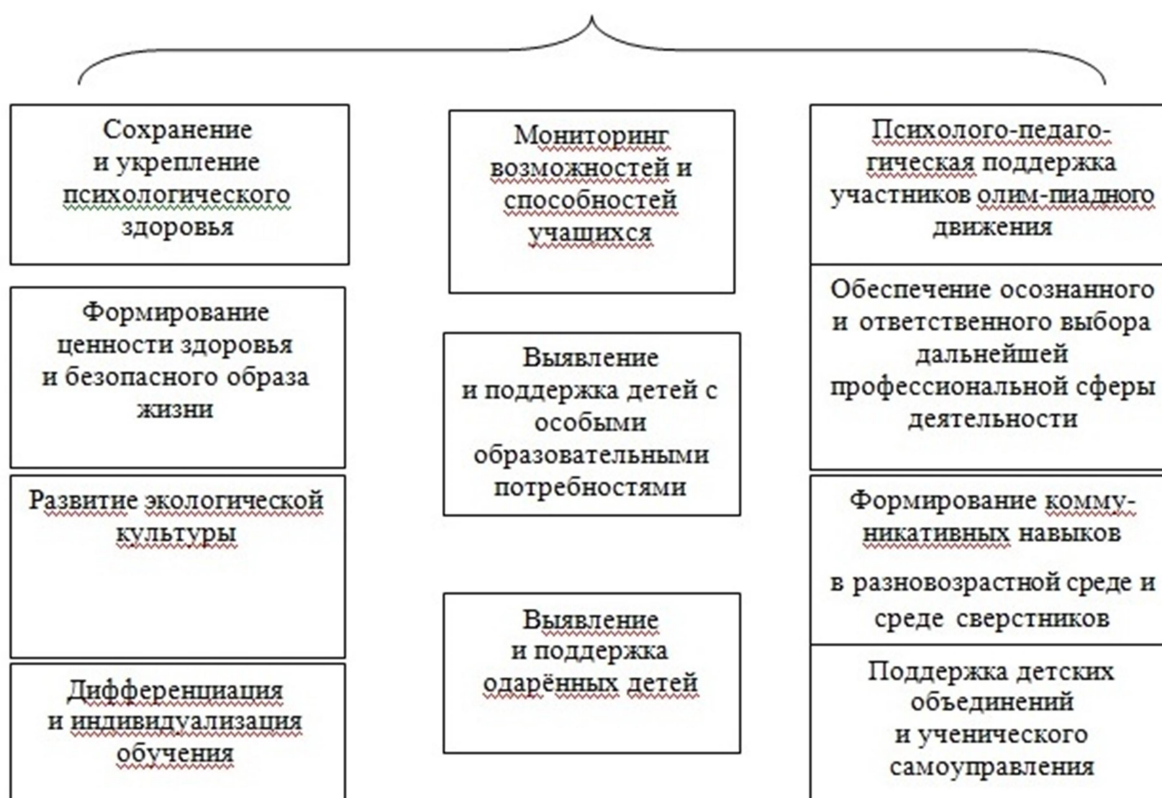 Сохранение
и укрепление
психологического
здоровья
Формирование
ценности здоровья
и безопасного образа
жизни
Развитие экологической
культуры
Дифференциация
и индивидуализация
обучения
Мониторинг
возможностей и
способностей
учащихся
Выявление
и поддержка детей с
особыми
образовательными
потребностями
Выявление
и поддержка
одарённых детей
Психолого-педаго-
гическая поддержка
участников олим-пиадного
движения
Обеспечение осознанного
и ответственного выбора
дальнейшей
профессиональной сферы
деятельности
Формирование комму-
никативных навыков
в разновозрастной среде и
среде сверстников
Поддержка детских
объединений
и ученического
самоуправления